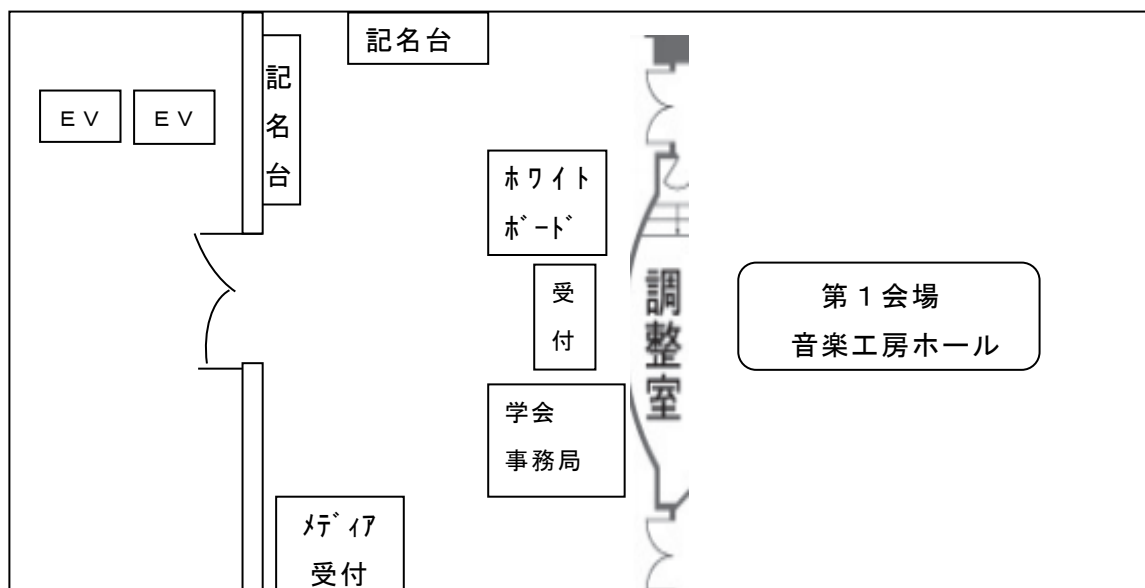 記名台
記名台
ＥＶ
ＥＶ
ﾎﾜｲﾄ
ﾎﾞｰﾄﾞ
受付
調整室
第１会場
音楽工房ホール
学会
事務局
ﾒﾃﾞｨｱ
受付